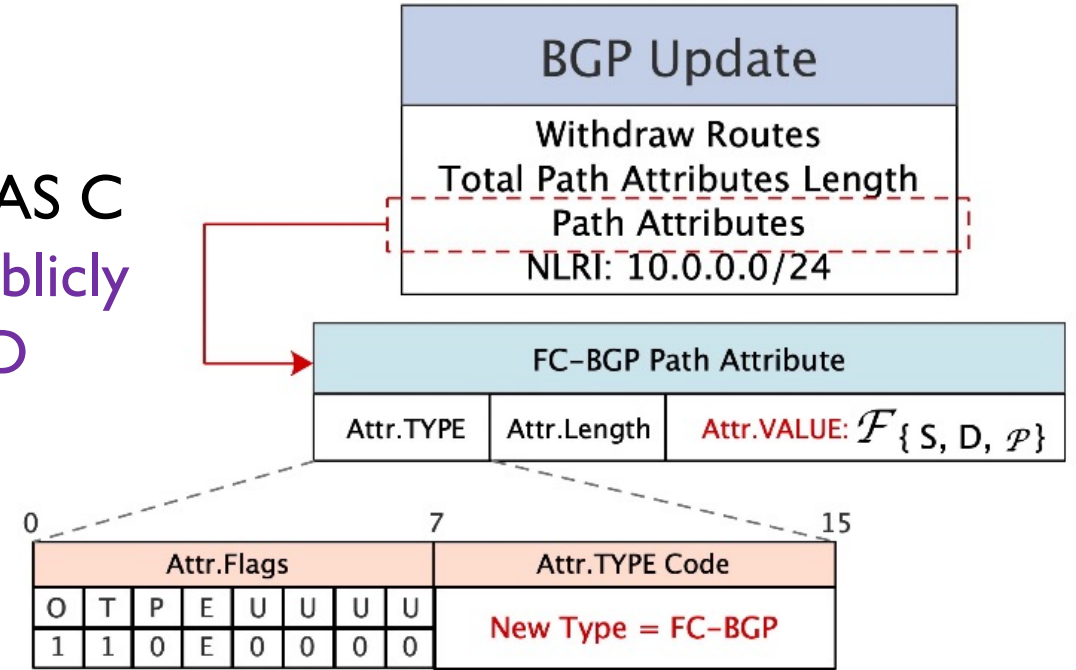 BGP Update
Withdraw Routes
Total Path Attributes Length
Path Attributes
NLRI: 10.0.0.0/24
AS C
blicly
D
FC-BGP Path Attribute
Attr.TYPE
Attr.Length
Attr.VALUE: ℱ{ S, D, 𝒫}
0 7 15
Attr.Flags
Attr.TYPE Code
O T P E U U U U
1 1 0 E 0 0 0 0
New Type = FC-BGP